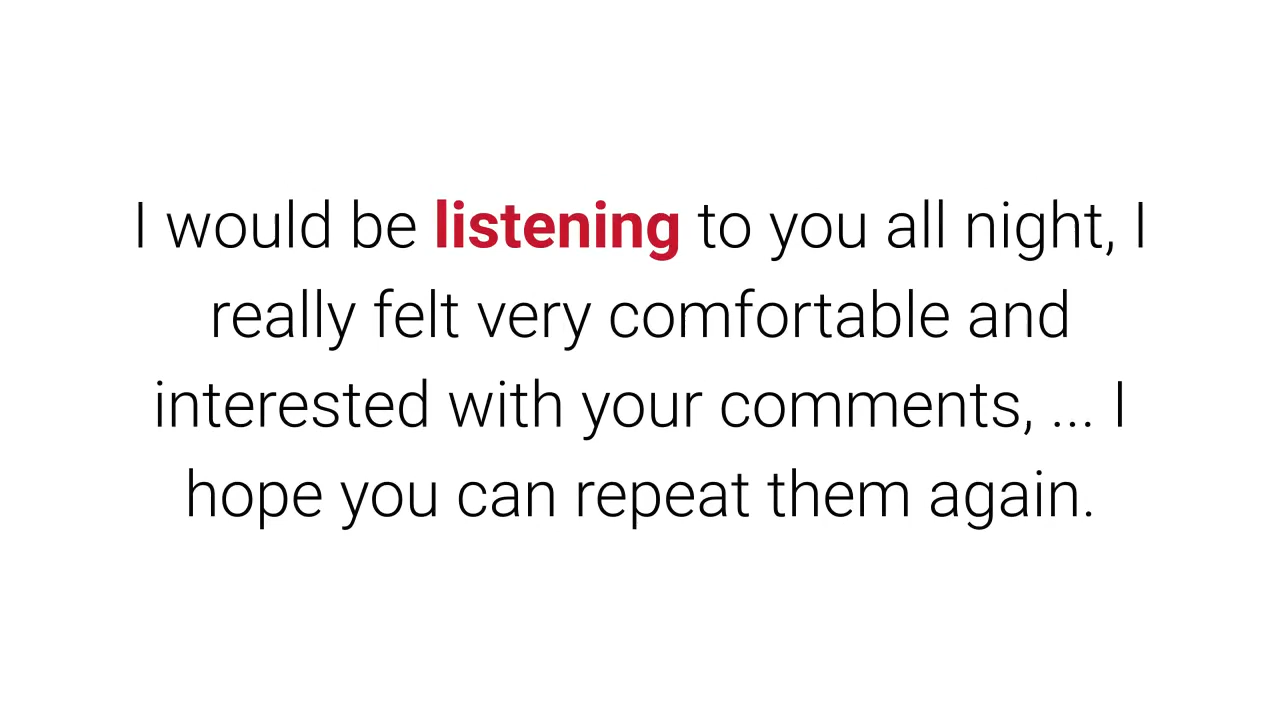 I would be listening to you all night, I
really felt very comfortable and
interested with your comments, ... I
hope you can repeat them again.